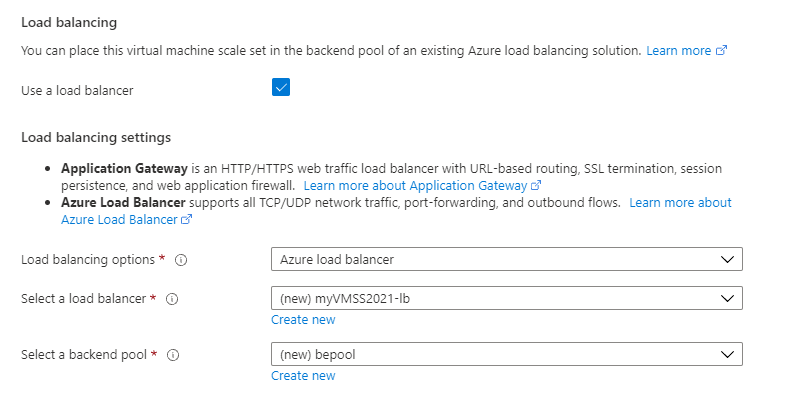 Load balancing
You can place this virtual machine scale set in the backend pool of an existing Azure load balancing solution. Learn more
Use a load balancer
Load balancing settings
• Application Gateway is an HTTP/HTTPS web traffic load balancer with URL-based routing, SSL termination, session
persistence, and web application firewall. Learn more about Application Gateway
• Azure Load Balancer supports all TCP/UDP network traffic, port-forwarding, and outbound flows. Learn more about
Azure Load Balancer
Load balancing options * Azure load balancer
Select a load balancer * (new) myVMSS2021-lb
Create new
Select a backend pool * (new) bepool
Create new